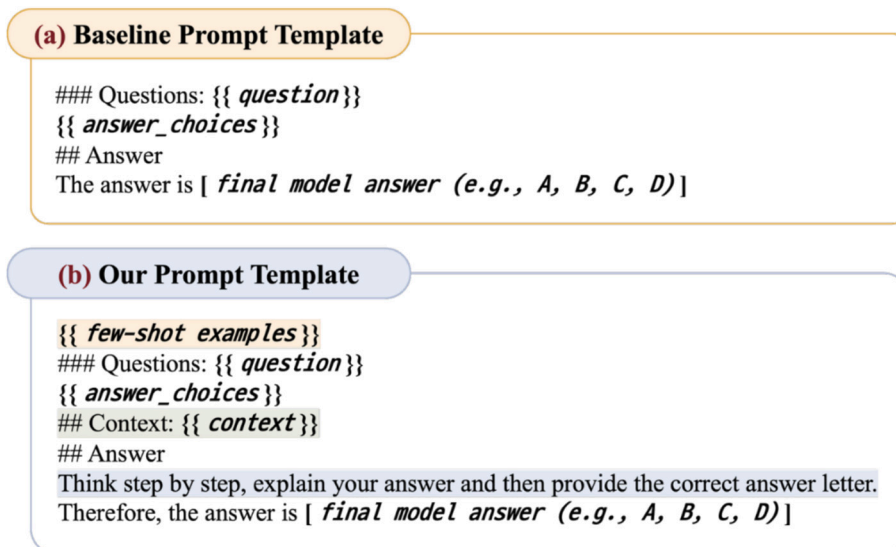 (a) Baseline Prompt Template
### Questions: {{ question}}
{{ answer_choices}}
## Answer
The answer is [ final model answer (e.g., A, B, C, D)]
(b) Our Prompt Template
{{ few-shot examples}}
### Questions: {{ question}}
{{ answer_choices}}
## Context: {{ context}}
## Answer
Think step by step, explain your answer and then provide the correct answer letter.
Therefore, the answer is [ final model answer (e.g., A, B, C, D)]